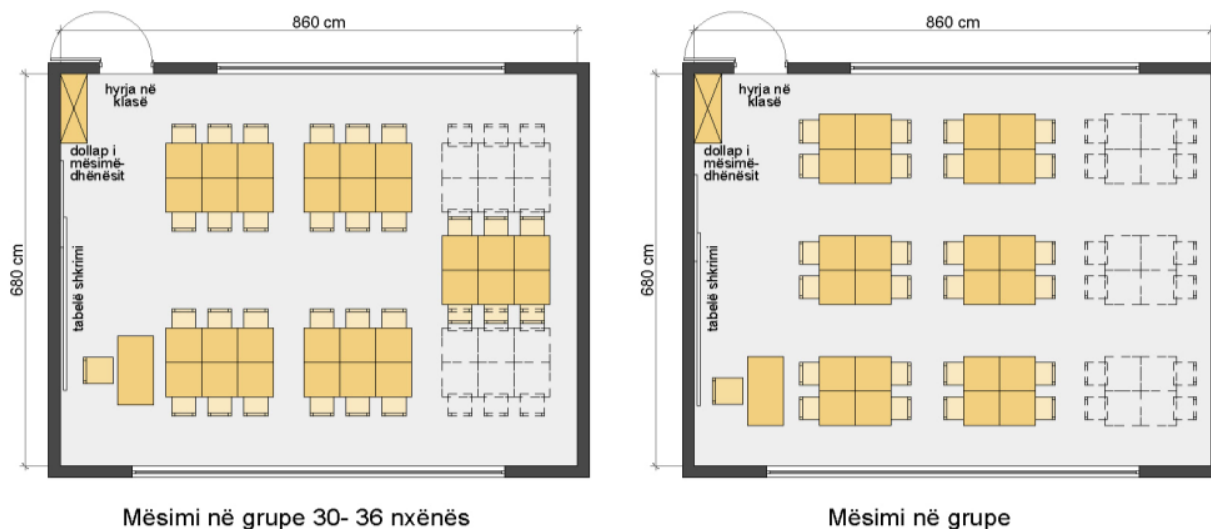 860 cm
hyrja në
klasë
dollap i
mësimë-
dhënësit
680 cm
tabelë shkrimi
Mësimi në grupe 30- 36 nxënës
860 cm
hyrja në
klasë
dollap i
mësimë-
dhënësit
680 cm
tabelë shkrimi
Mësimi në grupe